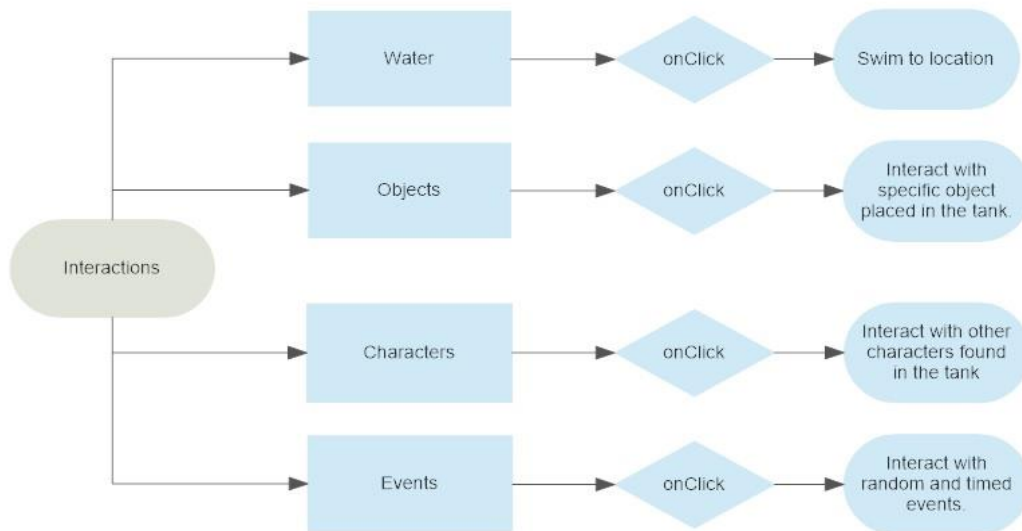 Water
onClick
Swim to location
Objects
onClick
Interact with
specific object
placed in the tank.
Interactions
Characters
onClick
Interact with other
characters found
in the tank
Events
onClick
Interact with
random and timed
events.